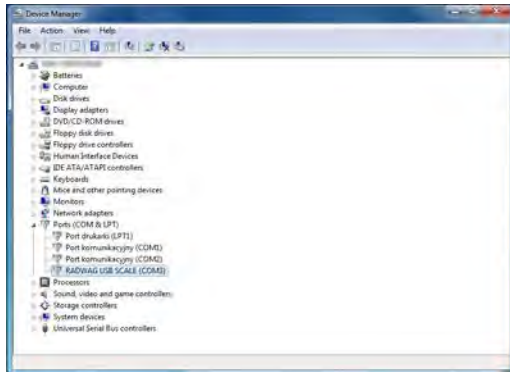 Device Manager
File Action View Help
Batteries
Computer
Disk drives
Display adapters
DVD/CD-ROM drives
Floppy disk drives
Floppy drive controllers
Human Interface Devices
IDE ATA/ATAPI controllers
Keyboards
Mice and other pointing devices
Monitors
Network adapters
Ports (COM & LPT)
Port drukarki (LPT1)
Port komunikacyjny (COM1)
Port komunikacyjny (COM2)
RADWAG USB SCALE (COM3)
Processors
Sound, video and game controllers
Storage controllers
System devices
Universal Serial Bus controllers